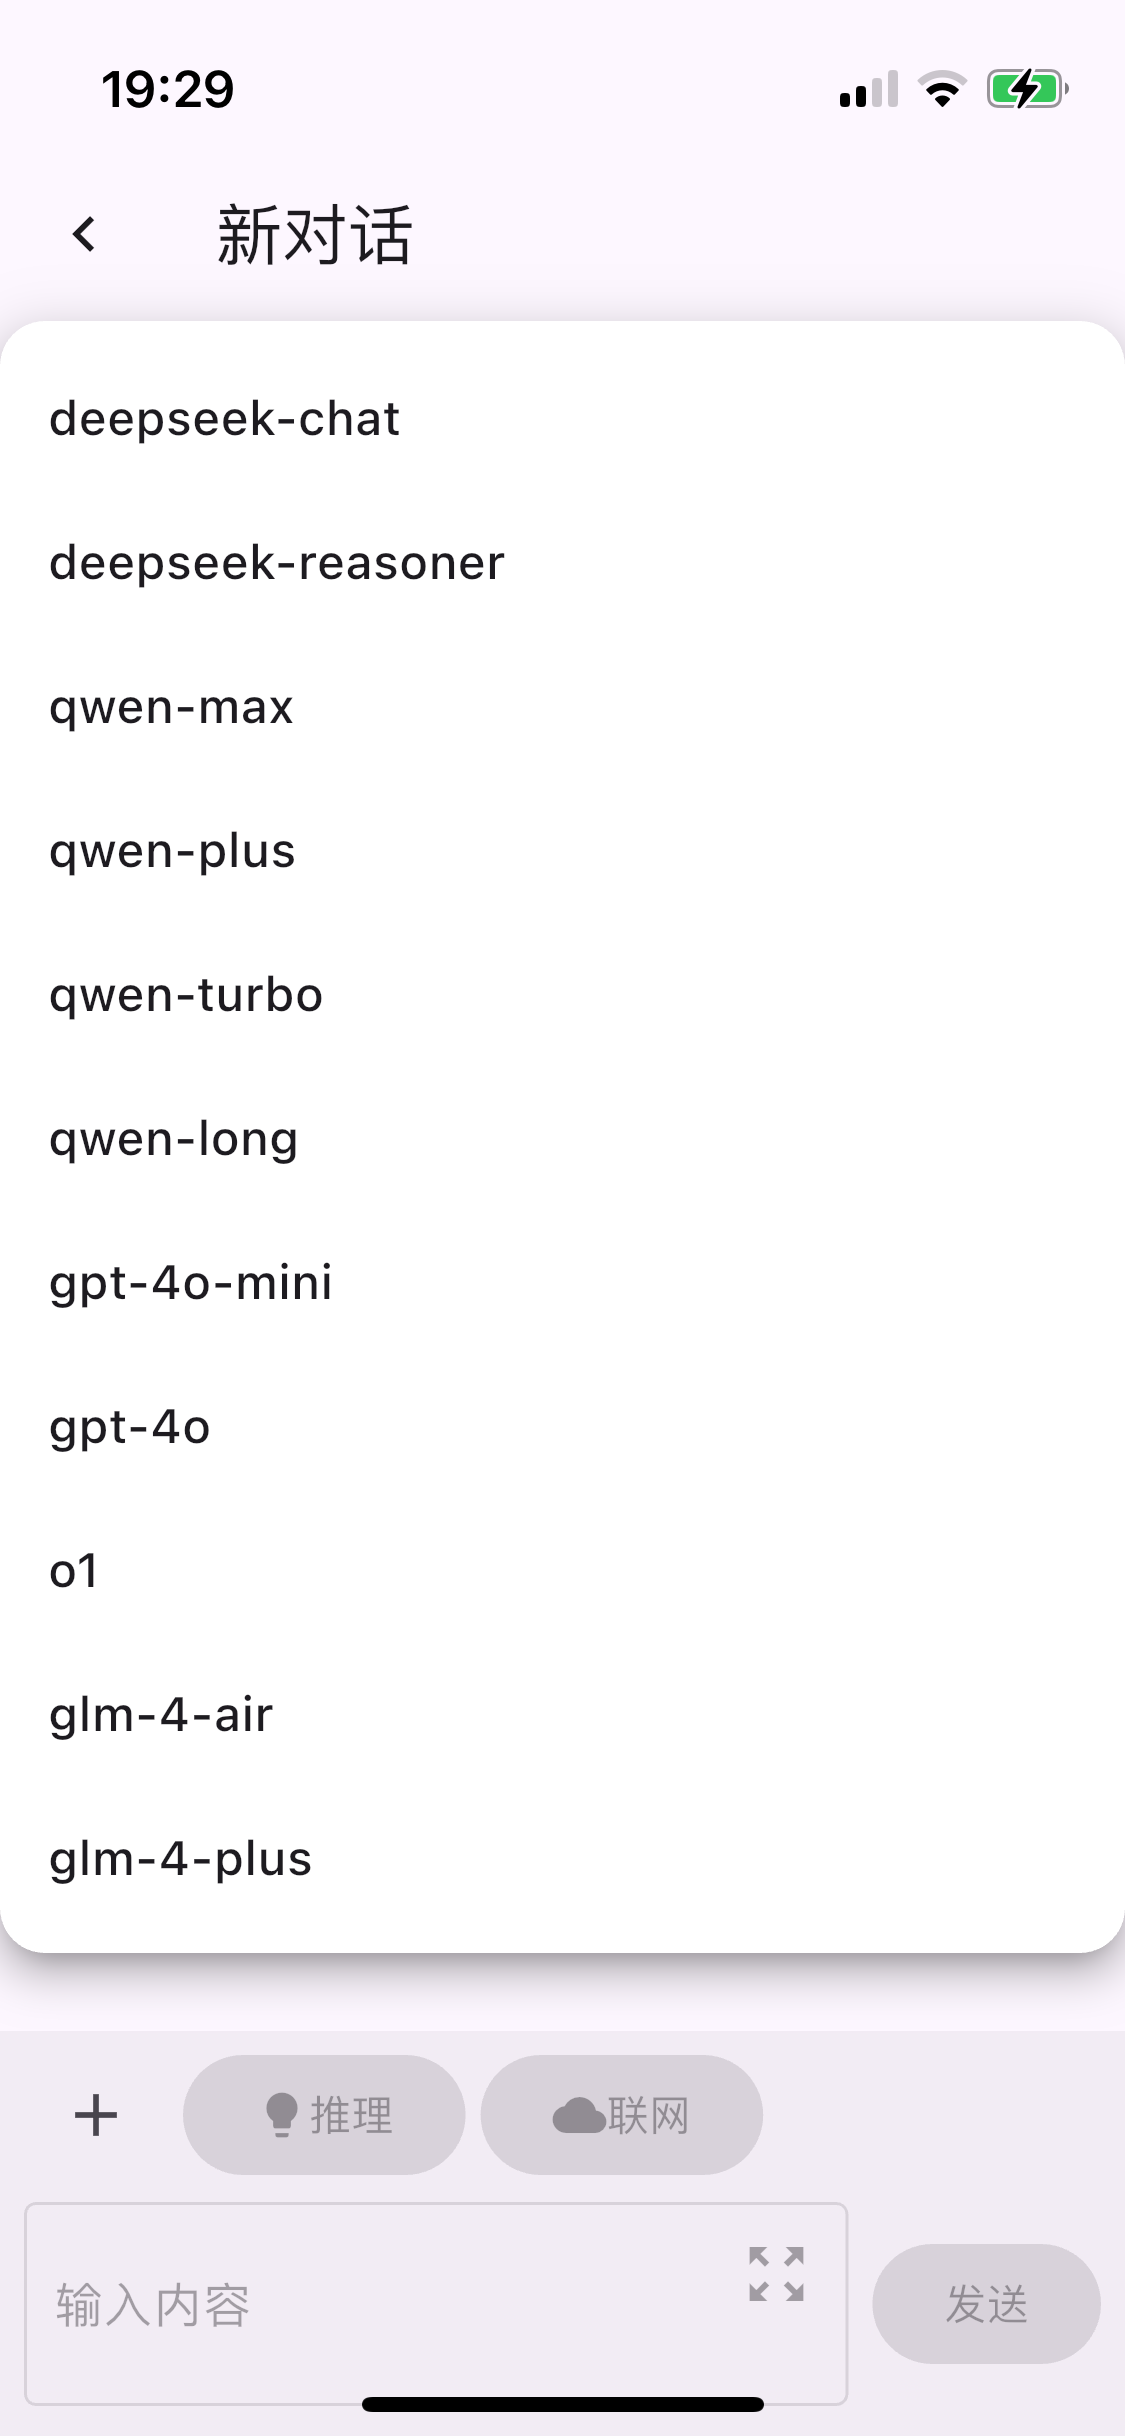 19:29
新对话
deepseek-chat
deepseek-reasoner
qwen-max
qwen-plus
qwen-turbo
qwen-long
gpt-4o-mini
gpt-4o
o1
glm-4-air
glm-4-plus
推理 联网
输入内容
发送